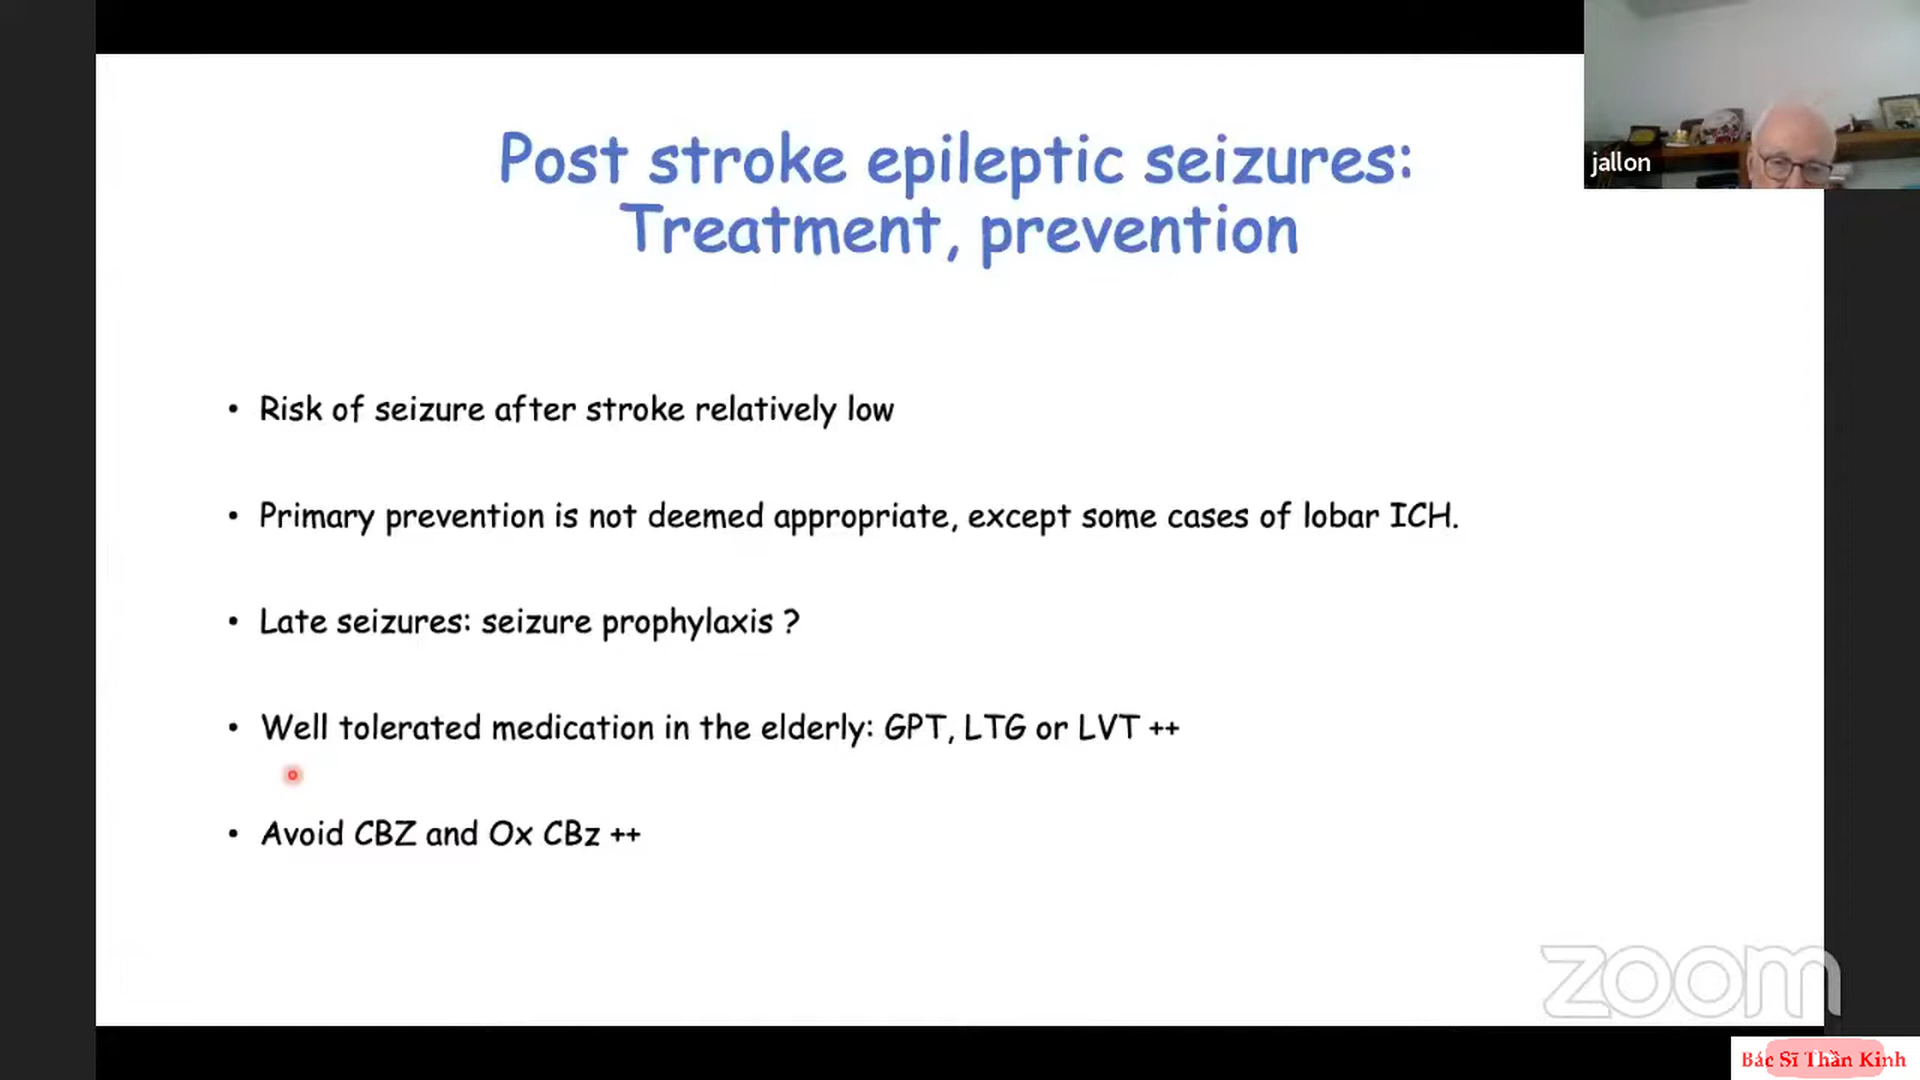 Post stroke epileptic seizures:
Treatment, prevention
jallon
• Risk of seizure after stroke relatively low
• Primary prevention is not deemed appropriate, except some cases of lobar ICH.
• Late seizures: seizure prophylaxis ?
• Well tolerated medication in the elderly: GPT, LTG or LVT ++
• Avoid CBZ and Ox CBz ++
zoom
Bác Sĩ Thần Kinh